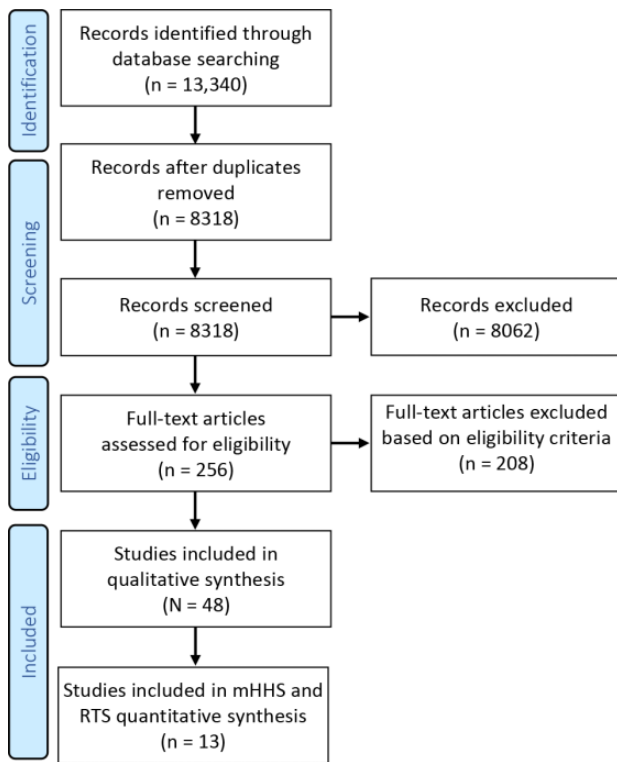 Identification
Records identified through
database searching
(n = 13,340)
Screening
Records after duplicates
removed
(n = 8318)
Records screened
(n = 8318)
Records excluded
(n = 8062)
Eligibility
Full-text articles
assessed for eligibility
(n = 256)
Full-text articles excluded
based on eligibility criteria
(n = 208)
Included
Studies included in
qualitative synthesis
(N = 48)
Studies included in mHHS and
RTS quantitative synthesis
(n = 13)